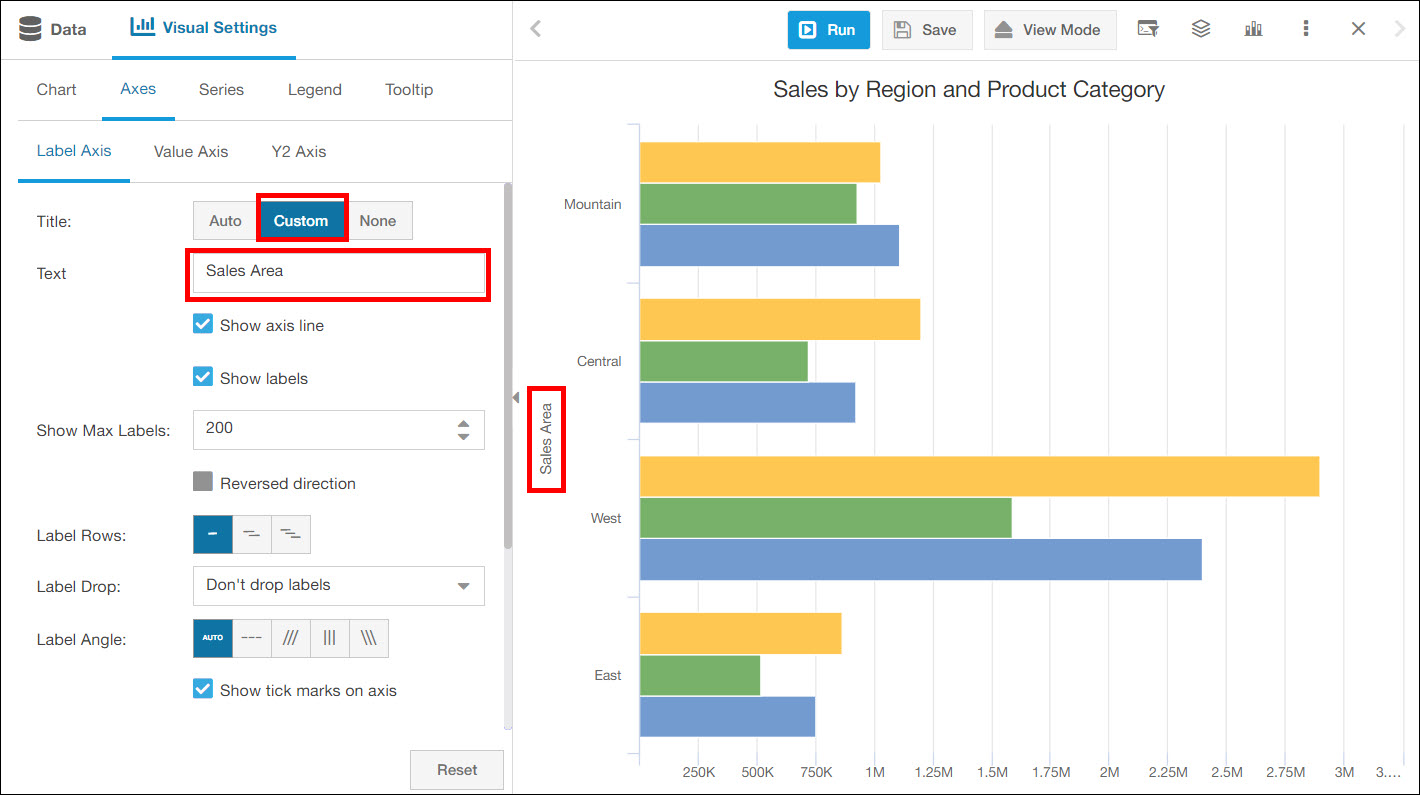 Data
Visual Settings
Run
Save
View Mode
Chart
Axes
Series
Legend
Tooltip
Label Axis
Value Axis
Y2 Axis
Title:
Auto
Custom
None
Text
Sales Area
Show axis line
Show labels
Show Max Labels:
200
Reversed direction
Label Rows:
Label Drop:
Don't drop labels
Label Angle:
AUTO
Show tick marks on axis
Reset
Sales by Region and Product Category
Sales Area
Mountain
Central
West
East
250K
500K
750K
1M
1.25M
1.5M
1.75M
2M
2.25M
2.5M
2.75M
3M
3....